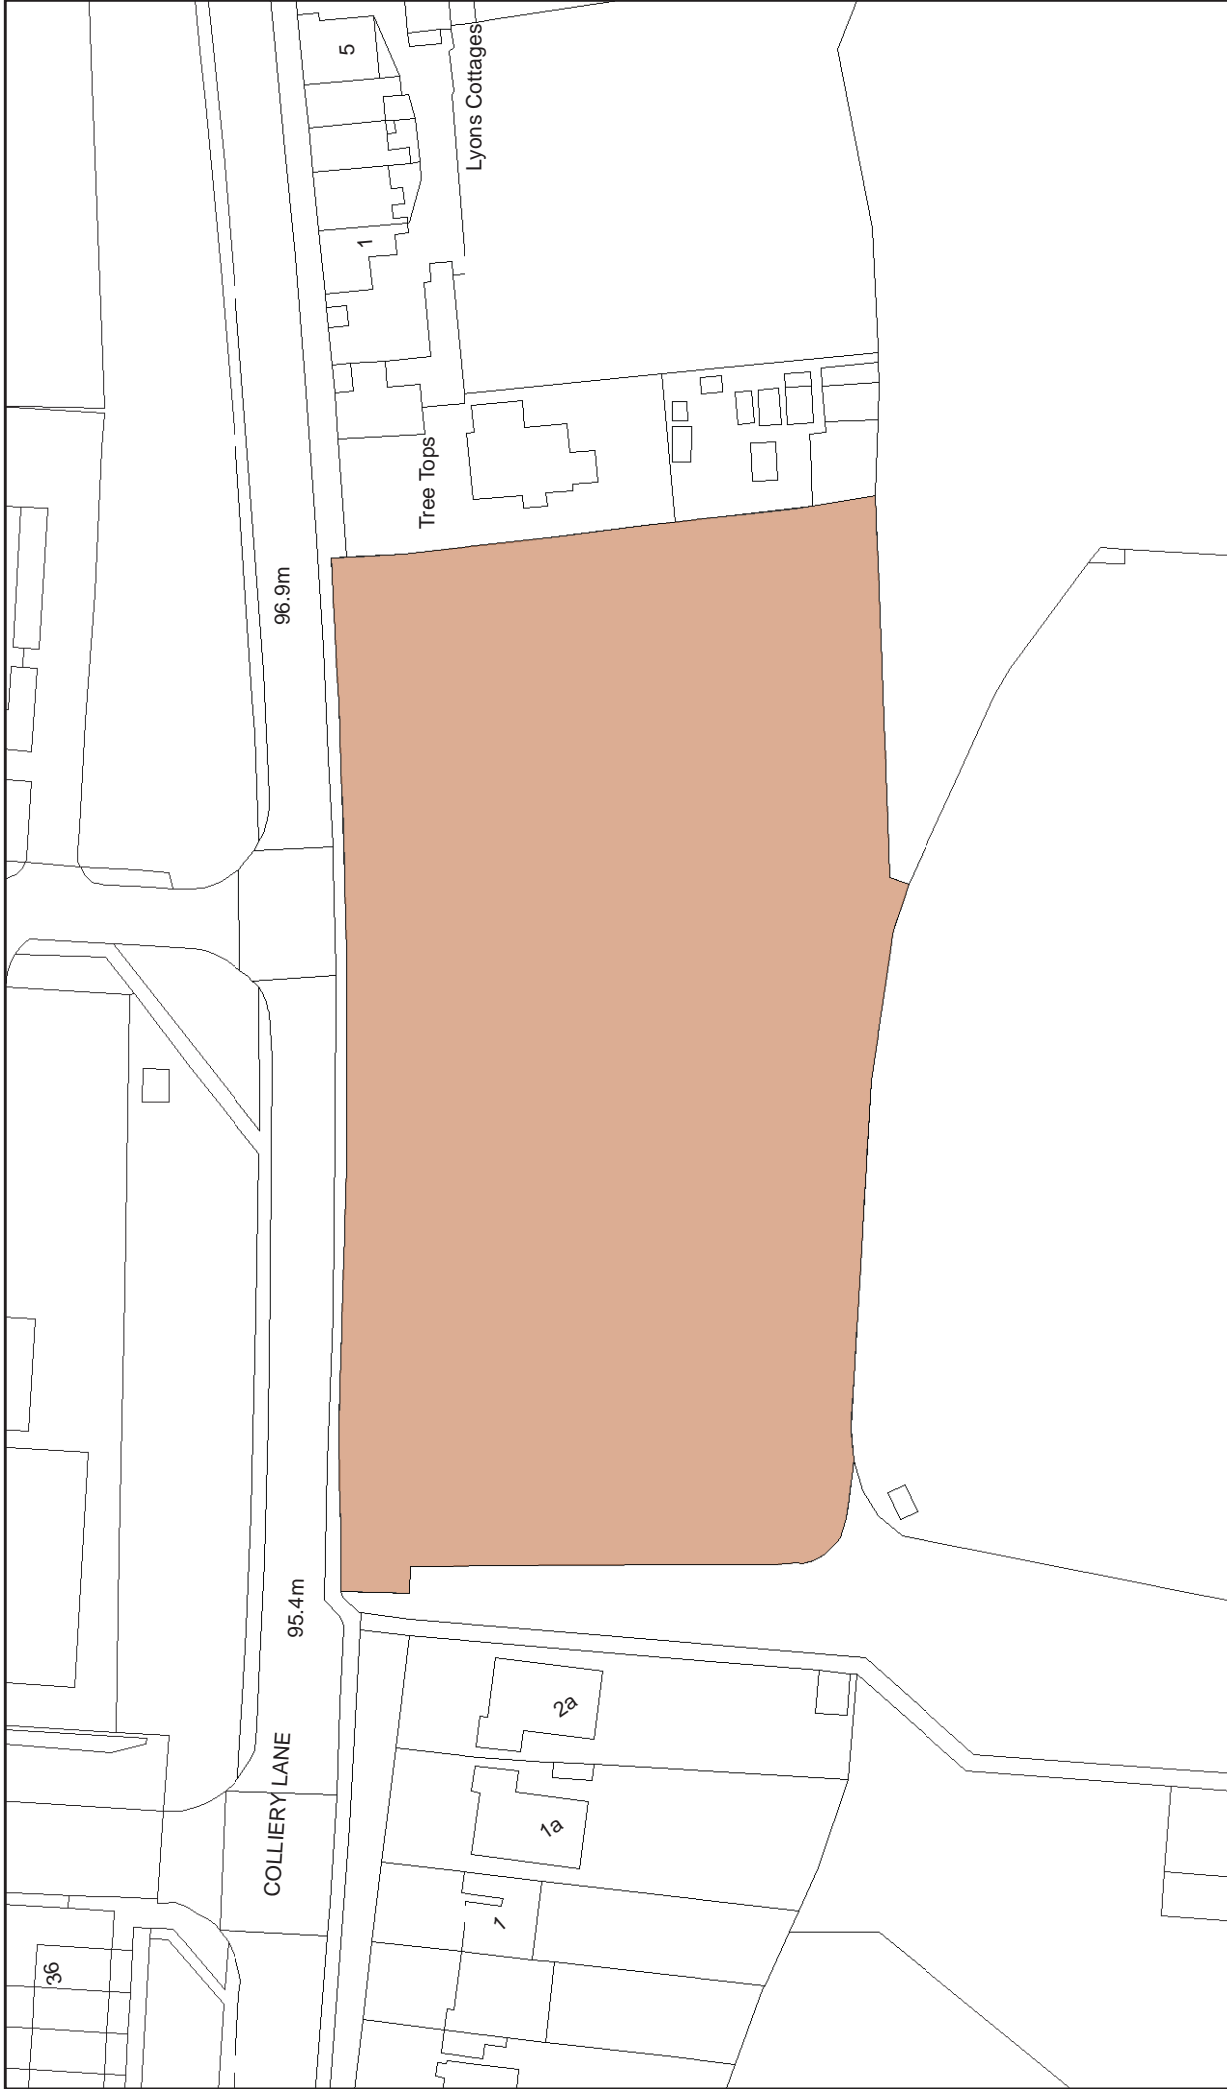 5
Lyons Cottages
1
Tree Tops
96.9m
95.4m
COLLIERY LANE
2a
1a
1
36